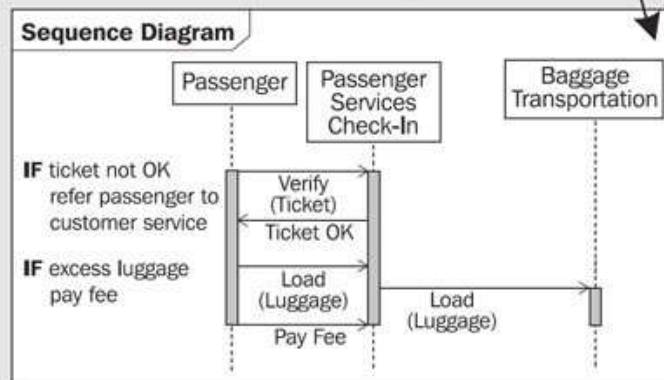 Sequence Diagram
Passenger
Passenger
Services
Check-In
Baggage
Transportation
IF ticket not OK
refer passenger to
customer service
Verify
(Ticket)
Ticket OK
IF excess luggage
pay fee
Load
(Luggage)
Load
(Luggage)
Pay Fee